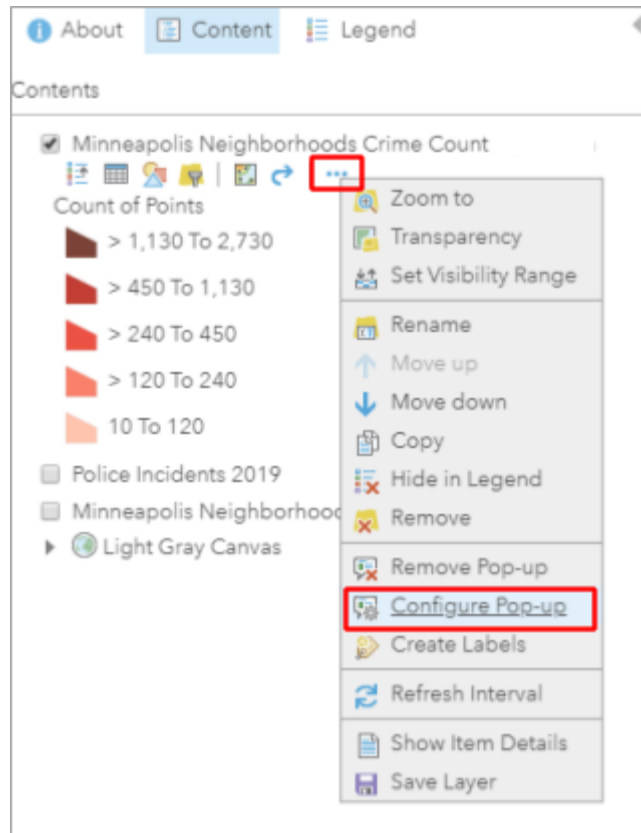 About Content Legend
Contents
Minneapolis Neighborhoods Crime Count
Count of Points
> 1,130 To 2,730
> 450 To 1,130
> 240 To 450
> 120 To 240
10 To 120
Police Incidents 2019
Minneapolis
Light Gray Canvas
Zoom to
Transparency
Set Visibility Range
Rename
Move up
Move down
Copy
Hide in Legend
Remove
Remove Pop-up
Configure Pop-up
Create Labels
Refresh Interval
Show Item Details
Save Layer